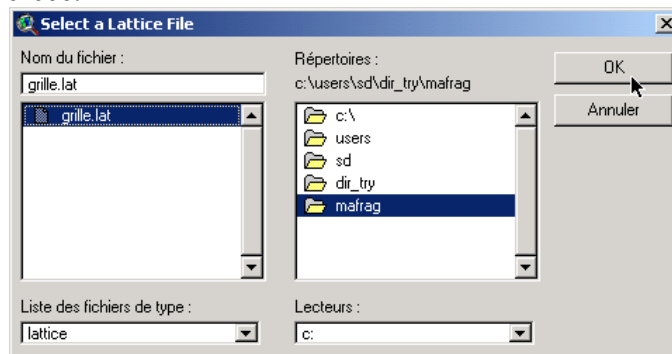 Select a Lattice File
Nom du fichier :
grille.lat
grille.lat
Liste des fichiers de type :
lattice
Répertoires :
c:\users\sd\dir_try\mafrag
c:\
users
sd
dir_try
mafrag
Lecteurs :
c:
OK
Annuler